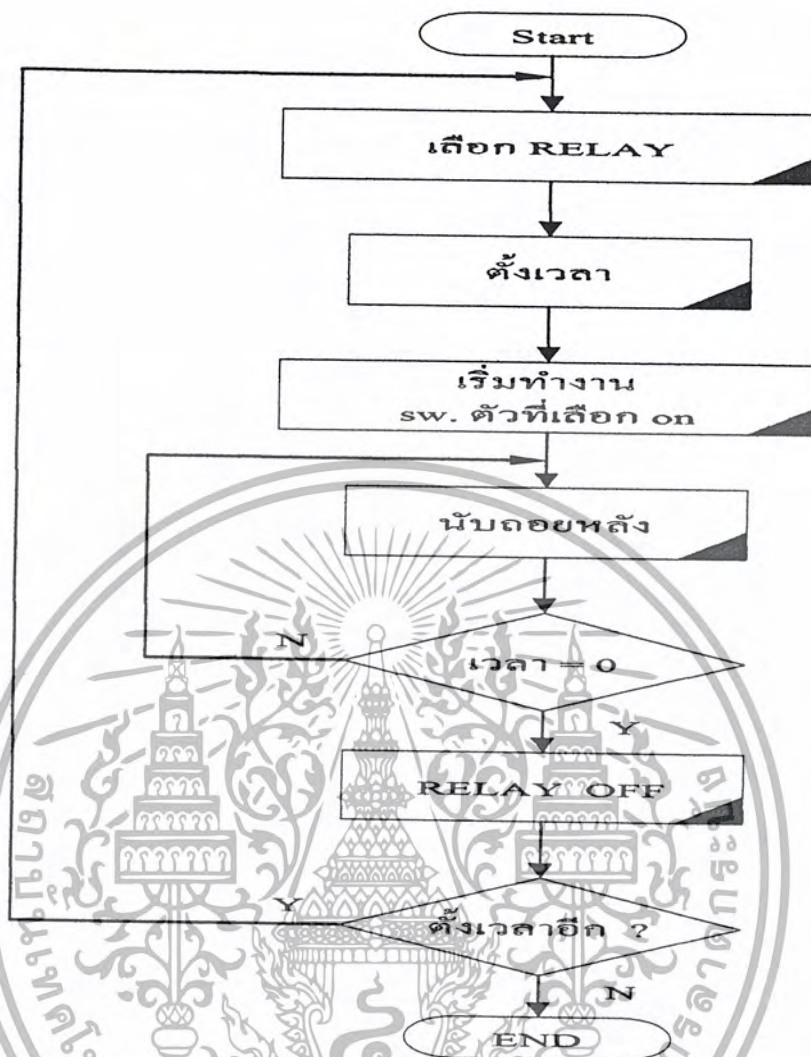 Start
เลือก RELAY
ตั้งเวลา
เริ่มทำงาน
sw. ตัวที่เลือก on
นับถอยหลัง
N
เวลา = 0
Y
RELAY OFF
Y
ตั้งเวลาอีก ?
N
END